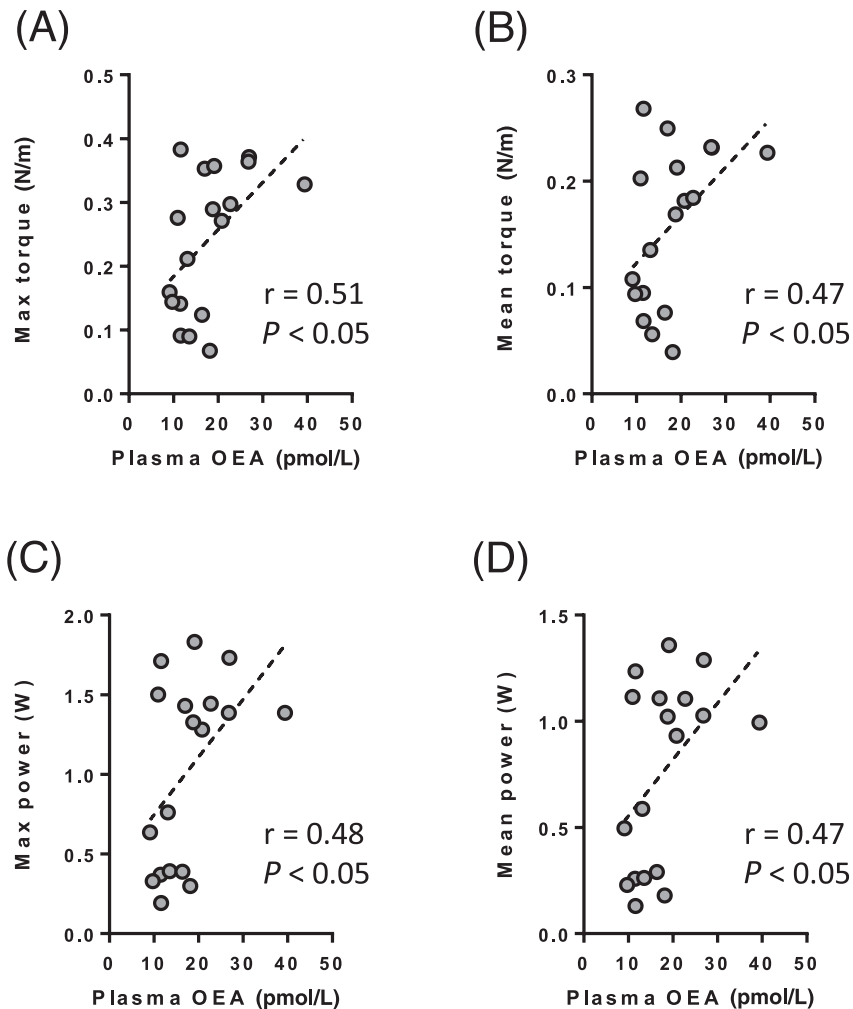 (A)
0.5
0.4
0.3
0.2
0.1
0.0
Max torque (N/m)
r = 0.51
P < 0.05
0 10 20 30 40 50
Plasma OEA (pmol/L)
(B)
0.3
0.2
0.1
0.0
Mean torque (N/m)
r = 0.47
P < 0.05
0 10 20 30 40 50
Plasma OEA (pmol/L)
(C)
2.0
1.5
1.0
0.5
0.0
Max power (W)
r = 0.48
P < 0.05
0 10 20 30 40 50
Plasma OEA (pmol/L)
(D)
1.5
1.0
0.5
0.0
Mean power (W)
r = 0.47
P < 0.05
0 10 20 30 40 50
Plasma OEA (pmol/L)